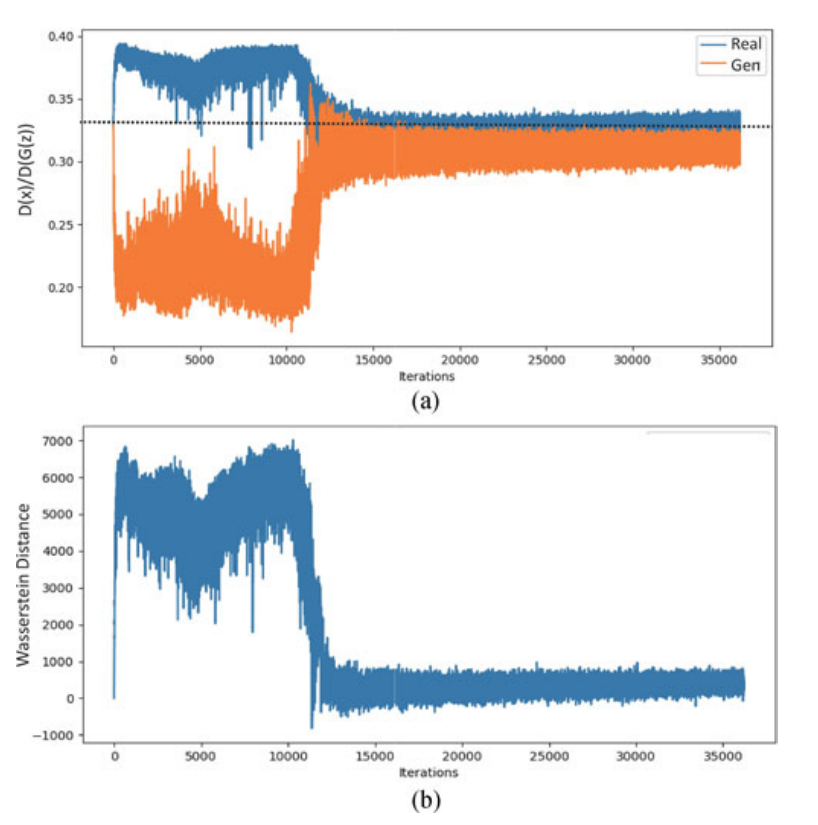 0.40
Real
Gen
0.35
0.30
0.25
0.20
D(x)/D(G(z))
0 5000 10000 15000 20000 25000 30000 35000
Iterations
(a)
7000
6000
5000
4000
3000
2000
1000
0
−1000
Wasserstein Distance
0 5000 10000 15000 20000 25000 30000 35000
Iterations
(b)